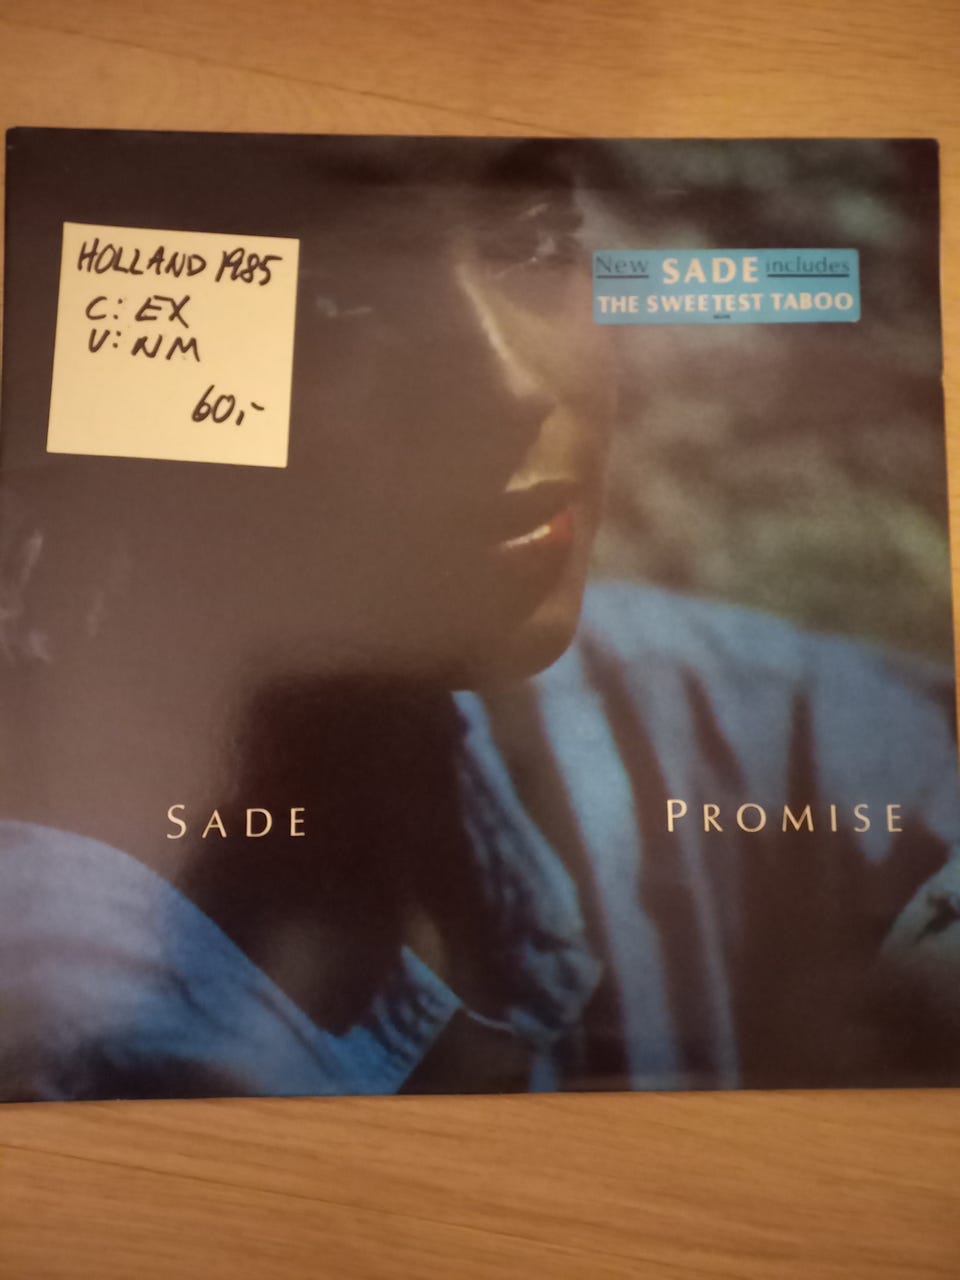 HOLLAND 1985
C: EX
V: NM
60,-
New SADE includes
THE SWEETEST TABOO
SADE
PROMISE